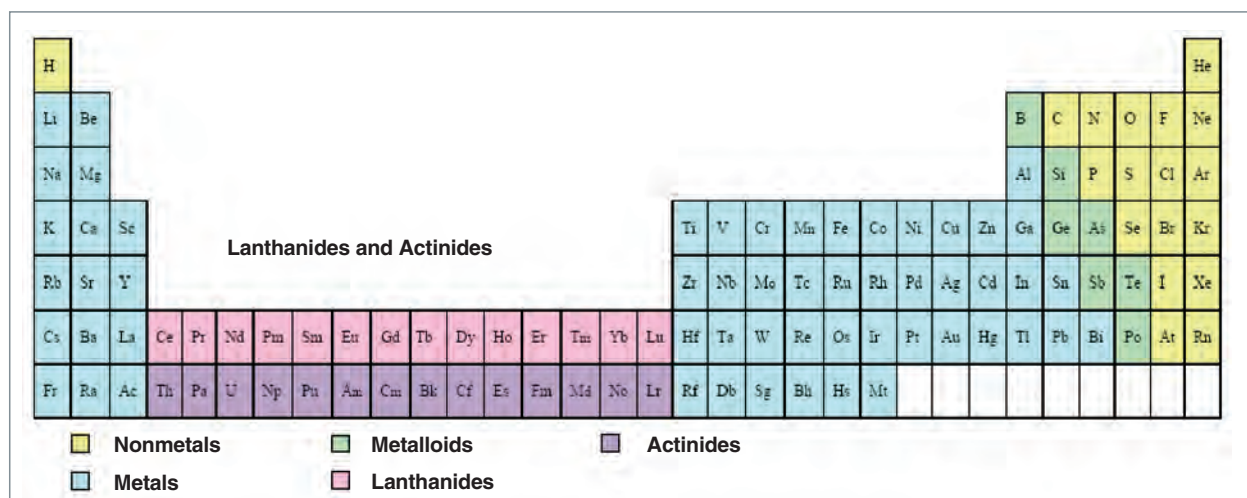 H He
Li Be B C N O F Ne
Na Mg Al Si P S Cl Ar
K Ca Sc Ti V Cr Mn Fe Co Ni Cu Zn Ga Ge As Se Br Kr
Lanthanides and Actinides
Rb Sr Y Zr Nb Mo Tc Ru Rh Pd Ag Cd In Sn Sb Te I Xe
Cs Ba La Ce Pr Nd Pm Sm Eu Gd Tb Dy Ho Er Tm Yb Lu Hf Ta W Re Os Ir Pt Au Hg Tl Pb Bi Po At Rn
Fr Ra Ac Th Pa U Np Pu Am Cm Bk Cf Es Fm Md No Lr Rf Db Sg Bh Hs Mt
Nonmetals Metalloids Actinides
Metals Lanthanides